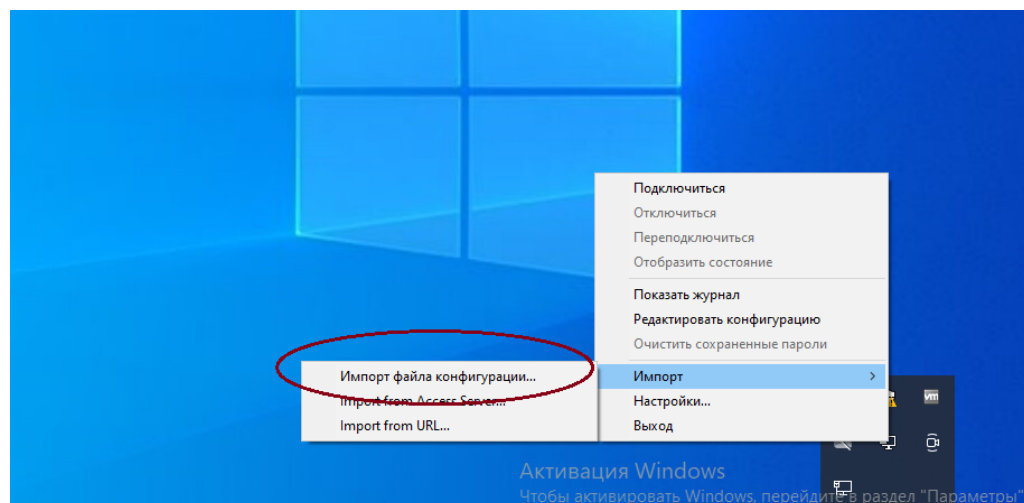 Подключиться
Отключиться
Переподключиться
Отобразить состояние
Показать журнал
Редактировать конфигурацию
Очистить сохраненные пароли
Импорт
Настройки...
Выход
Импорт файла конфигурации...
Import from Access Server...
Import from URL...
vm
Активация Windows
Чтобы активировать Windows, перейдите в раздел "Параметры"